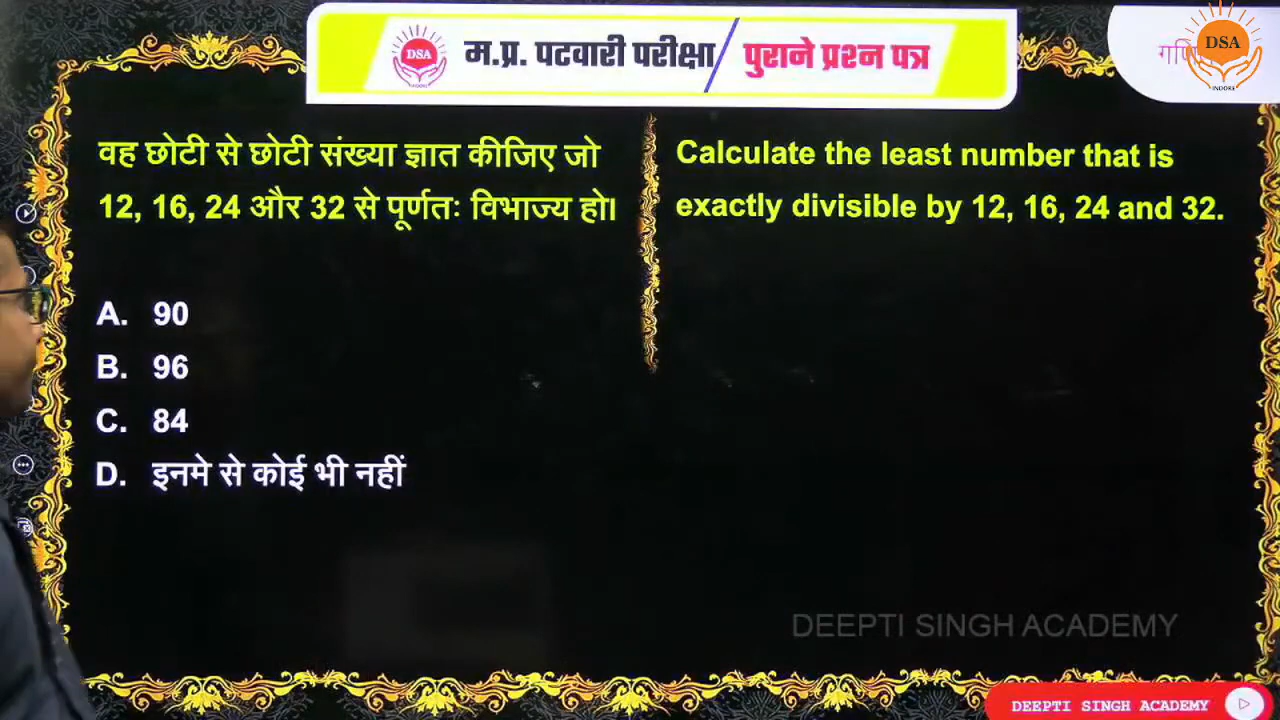 म.प्र. पटवारी परीक्षा / पुराने प्रश्न पत्र
DSA
INDORE
DSA
INDORE
वह छोटी से छोटी संख्या ज्ञात कीजिए जो
12, 16, 24 और 32 से पूर्णतः विभाज्य हो।
Calculate the least number that is
exactly divisible by 12, 16, 24 and 32.
A. 90
B. 96
C. 84
D. इनमे से कोई भी नहीं
DEEPTI SINGH ACADEMY
DEEPTI SINGH ACADEMY